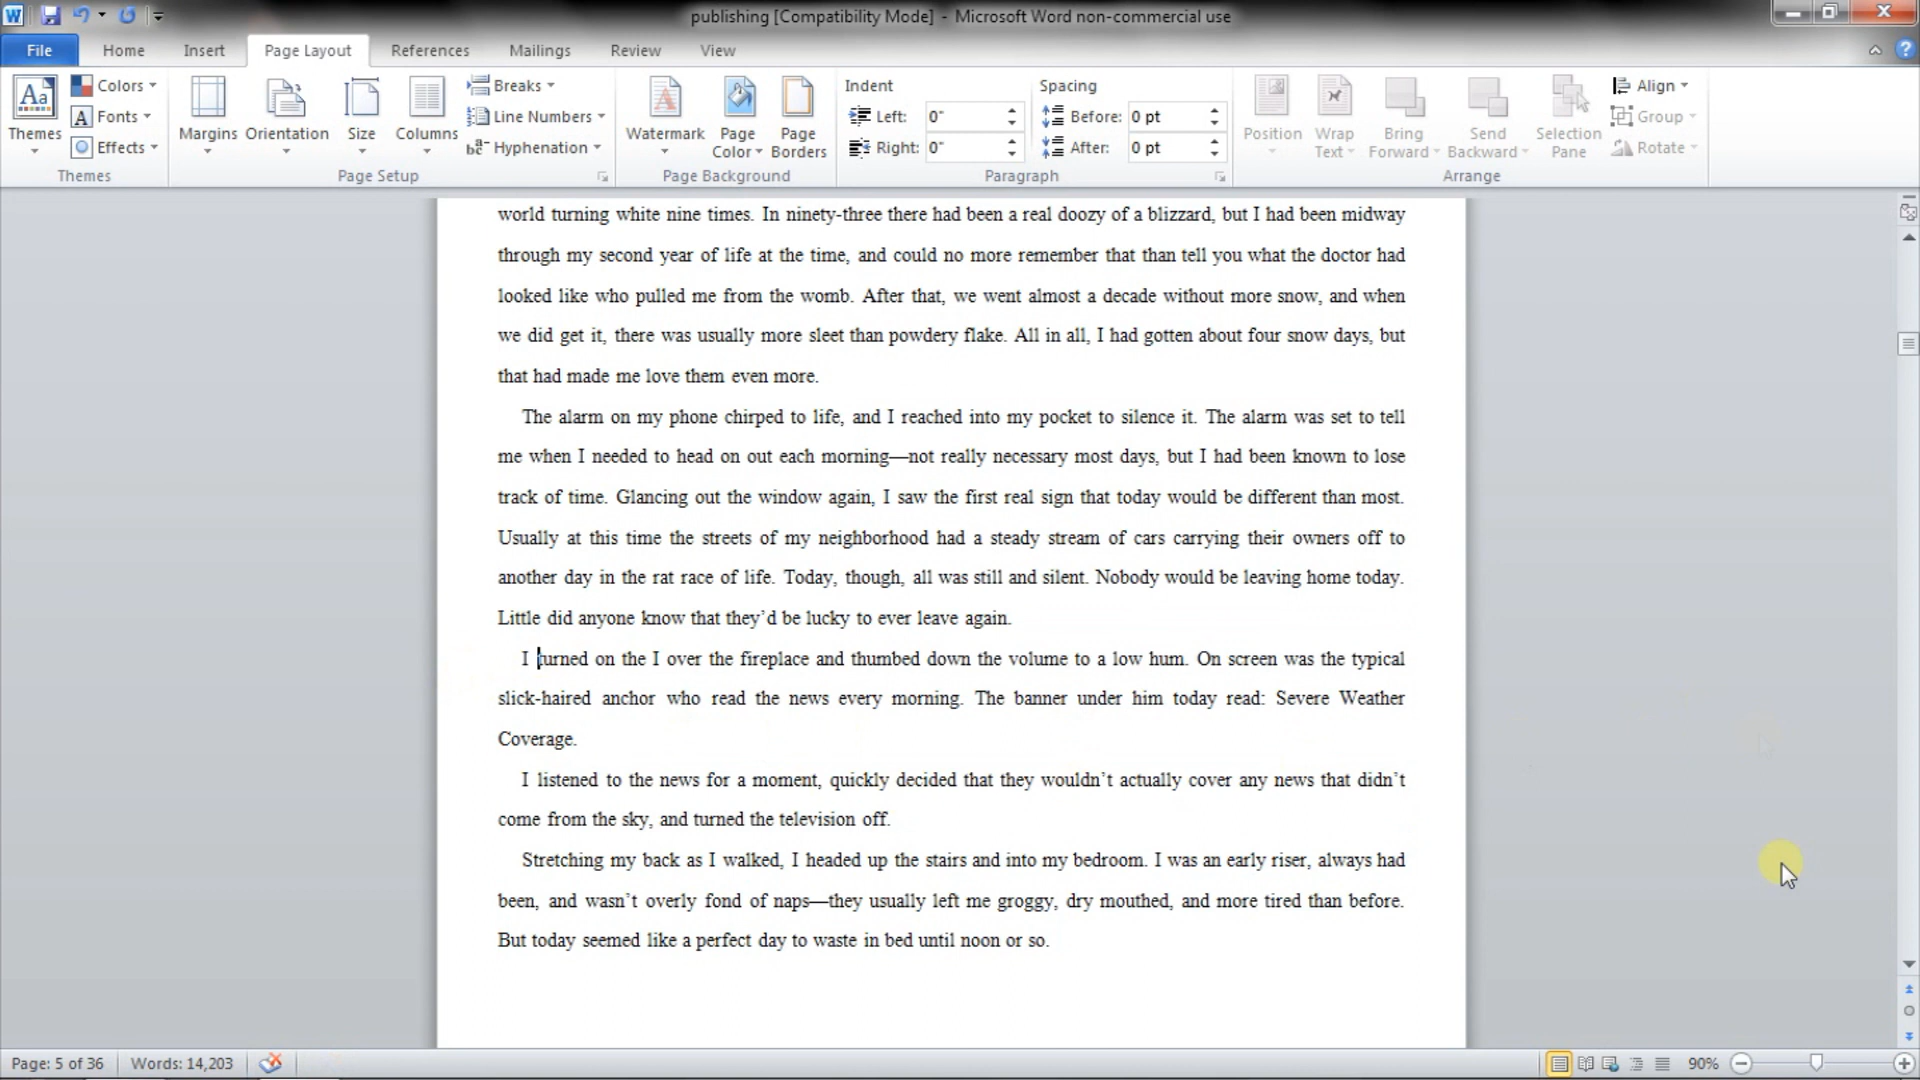 publishing [Compatibility Mode] - Microsoft Word non-commercial use
File Home Insert Page Layout References Mailings Review View
Themes
Colors
Fonts
Effects
Themes
Margins Orientation Size Columns
Breaks
Line Numbers
Hyphenation
Page Setup
Watermark Page Color Page Borders
Page Background
Indent
Left: 0"
Right: 0"
Spacing
Before: 0 pt
After: 0 pt
Paragraph
Position Wrap Text Bring Forward Send Backward Selection Pane
Align
Group
Rotate
Arrange
world turning white nine times. In ninety-three there had been a real doozy of a blizzard, but I had been midway
through my second year of life at the time, and could no more remember that than tell you what the doctor had
looked like who pulled me from the womb. After that, we went almost a decade without more snow, and when
we did get it, there was usually more sleet than powdery flake. All in all, I had gotten about four snow days, but
that had made me love them even more.
The alarm on my phone chirped to life, and I reached into my pocket to silence it. The alarm was set to tell
me when I needed to head on out each morning—not really necessary most days, but I had been known to lose
track of time. Glancing out the window again, I saw the first real sign that today would be different than most.
Usually at this time the streets of my neighborhood had a steady stream of cars carrying their owners off to
another day in the rat race of life. Today, though, all was still and silent. Nobody would be leaving home today.
Little did anyone know that they’d be lucky to ever leave again.
I turned on the I over the fireplace and thumbed down the volume to a low hum. On screen was the typical
slick-haired anchor who read the news every morning. The banner under him today read: Severe Weather
Coverage.
I listened to the news for a moment, quickly decided that they wouldn’t actually cover any news that didn’t
come from the sky, and turned the television off.
Stretching my back as I walked, I headed up the stairs and into my bedroom. I was an early riser, always had
been, and wasn’t overly fond of naps—they usually left me groggy, dry mouthed, and more tired than before.
But today seemed like a perfect day to waste in bed until noon or so.
Page: 5 of 36 Words: 14,203 90%